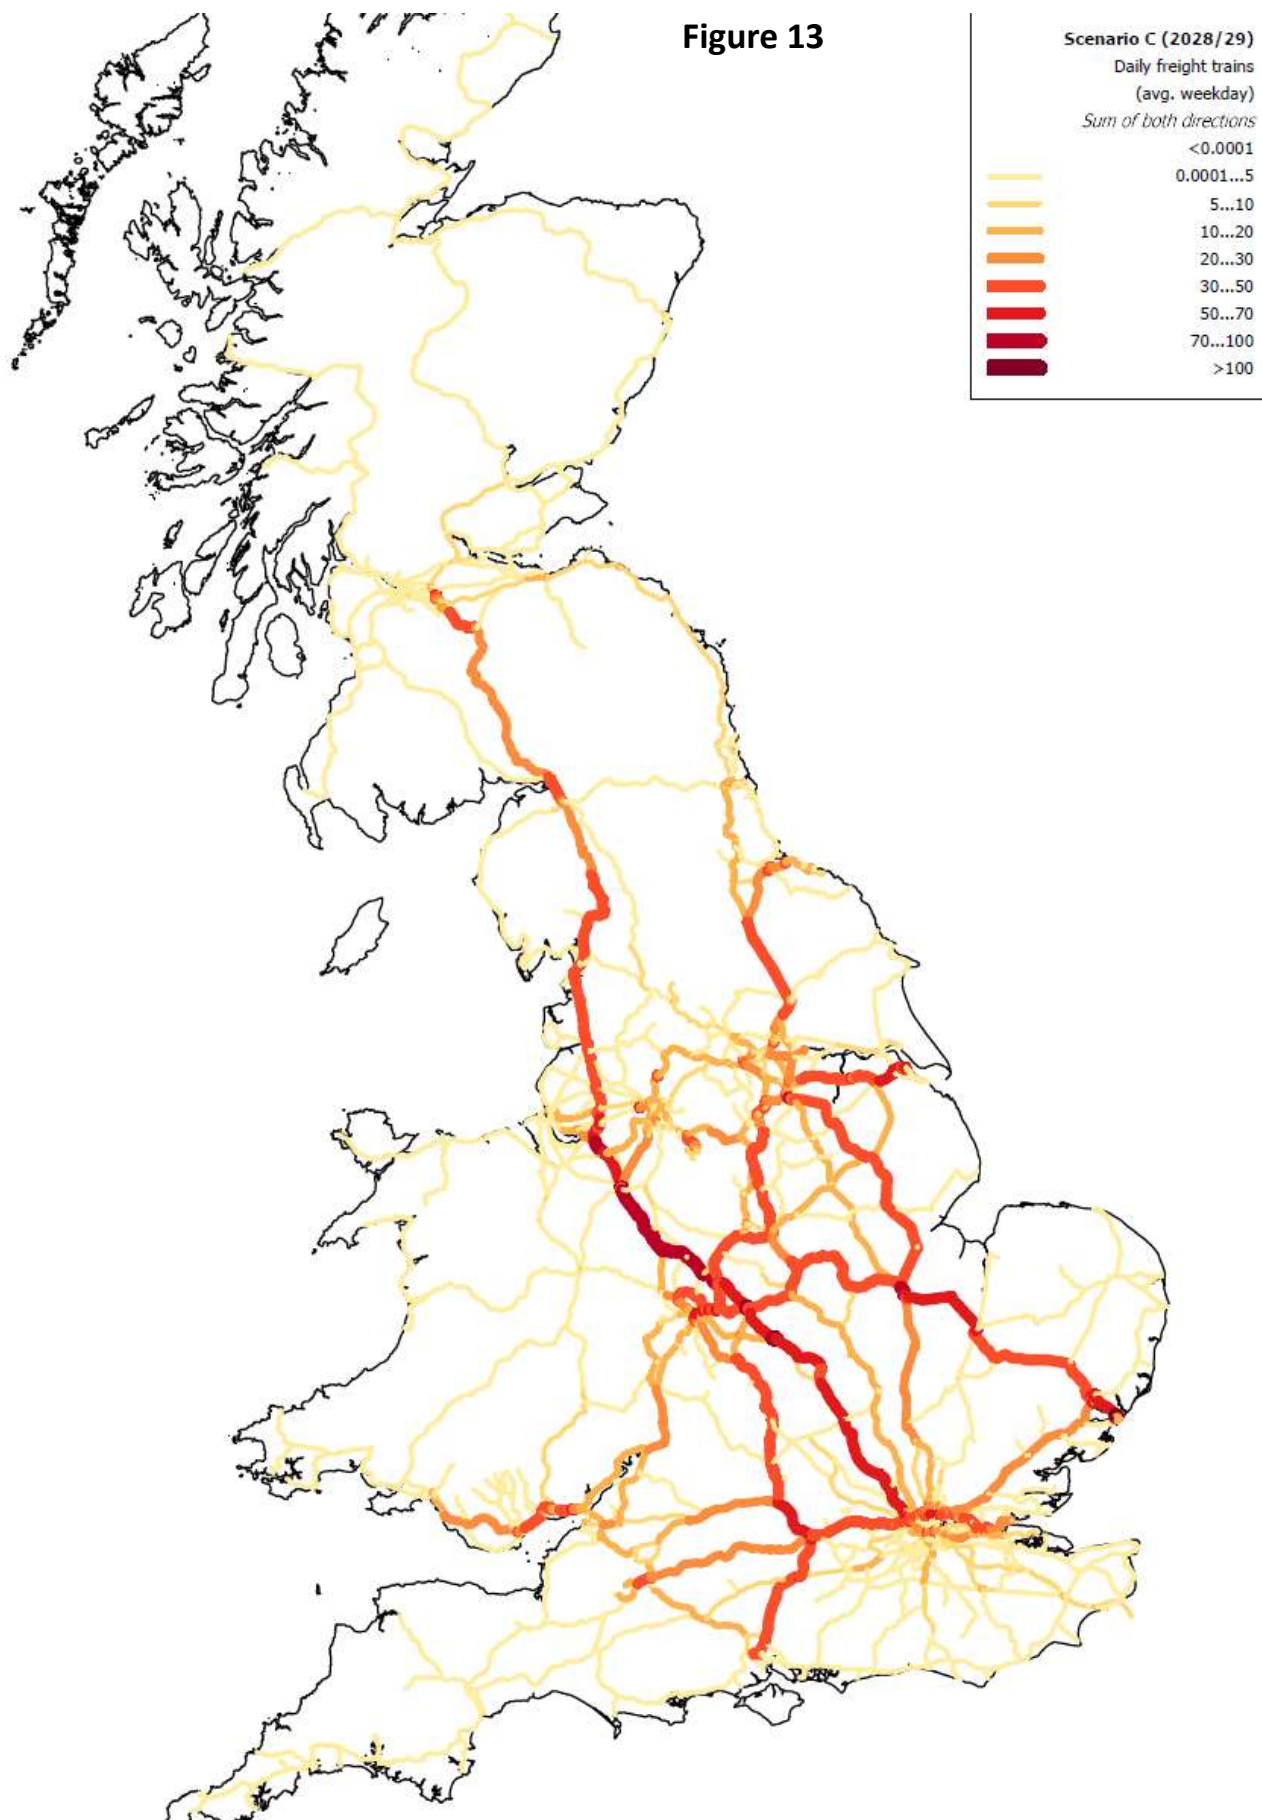 Figure 13
Scenario C (2028/29)
Daily freight trains
(avg. weekday)
Sum of both directions
<0.0001
0.0001...5
5...10
10...20
20...30
30...50
50...70
70...100
>100